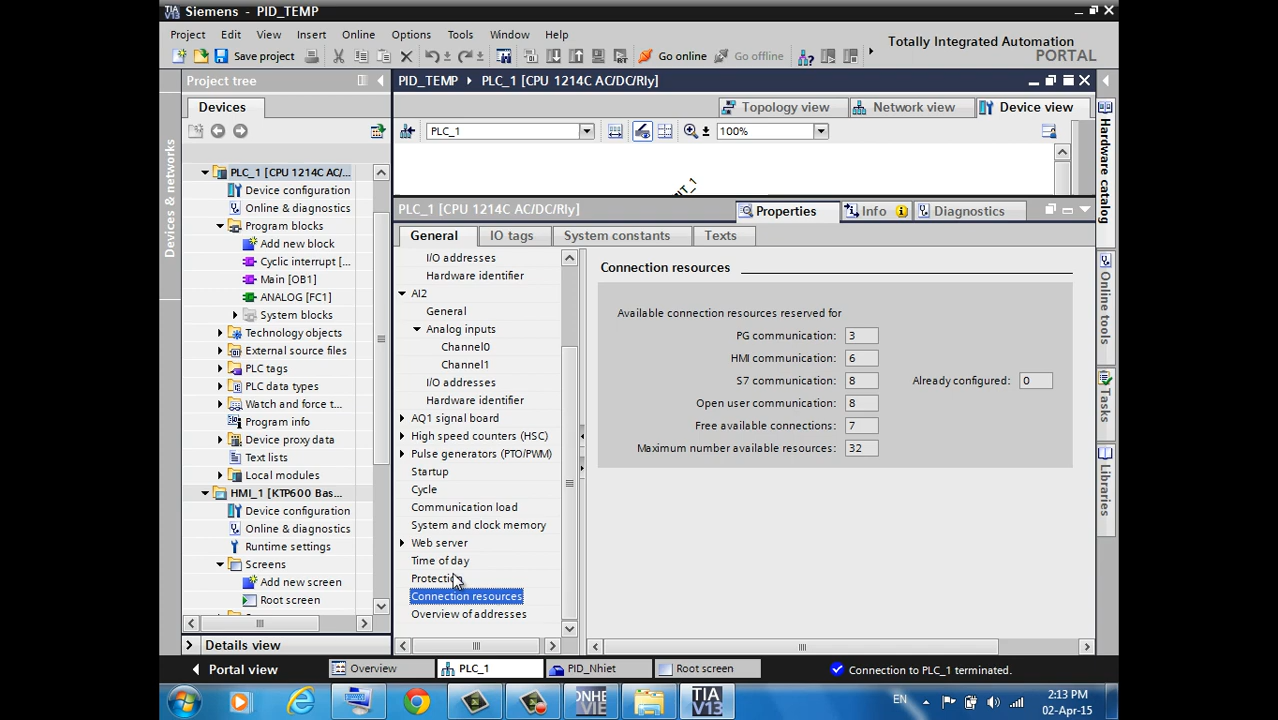 TIA
V13
Siemens - PID_TEMP
Project Edit View Insert Online Options Tools Window Help
Totally Integrated Automation
PORTAL
Save project
Go online
Go offline
Project tree
PID_TEMP
PLC_1 [CPU 1214C AC/DC/Rly]
Devices
Topology view
Network view
Device view
PLC_1
100%
Devices & networks
PLC_1 [CPU 1214C AC/...
Device configuration
Online & diagnostics
Program blocks
Add new block
Cyclic interrupt [...
Main [OB1]
ANALOG [FC1]
System blocks
Technology objects
External source files
PLC tags
PLC data types
Watch and force t...
Program info
Device proxy data
Text lists
Local modules
HMI_1 [KTP600 Bas...
Device configuration
Online & diagnostics
Runtime settings
Screens
Add new screen
Root screen
Details view
PLC_1 [CPU 1214C AC/DC/Rly]
Properties
Info
Diagnostics
General
IO tags
System constants
Texts
I/O addresses
Hardware identifier
AI2
General
Analog inputs
Channel0
Channel1
I/O addresses
Hardware identifier
AQ1 signal board
High speed counters (HSC)
Pulse generators (PTO/PWM)
Startup
Cycle
Communication load
System and clock memory
Web server
Time of day
Protection
Connection resources
Overview of addresses
Connection resources
Available connection resources reserved for
PG communication: 3
HMI communication: 6
S7 communication: 8 Already configured: 0
Open user communication: 8
Free available connections: 7
Maximum number available resources: 32
Hardware catalog
Online tools
Tasks
Libraries
Portal view
Overview
PLC_1
PID_Nhiet
Root screen
Connection to PLC_1 terminated.
TIA
V13
EN
2:13 PM
02-Apr-15